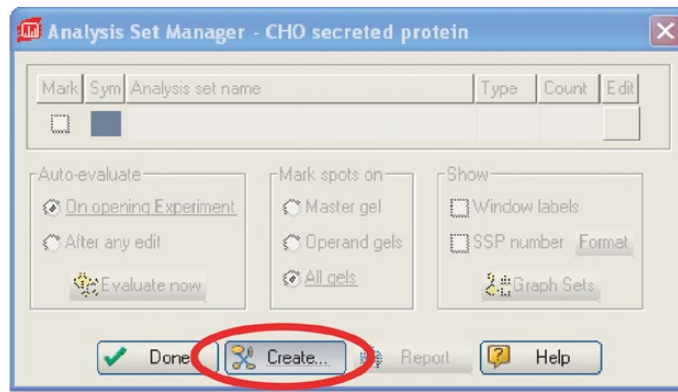 Analysis Set Manager - CHO secreted protein
Mark Sym Analysis set name Type Count Edit
Auto-evaluate
On opening Experiment
After any edit
Evaluate now
Mark spots on
Master gel
Operand gels
All gels
Show
Window labels
SSP number Format
Graph Sets
Done Create... Report Help